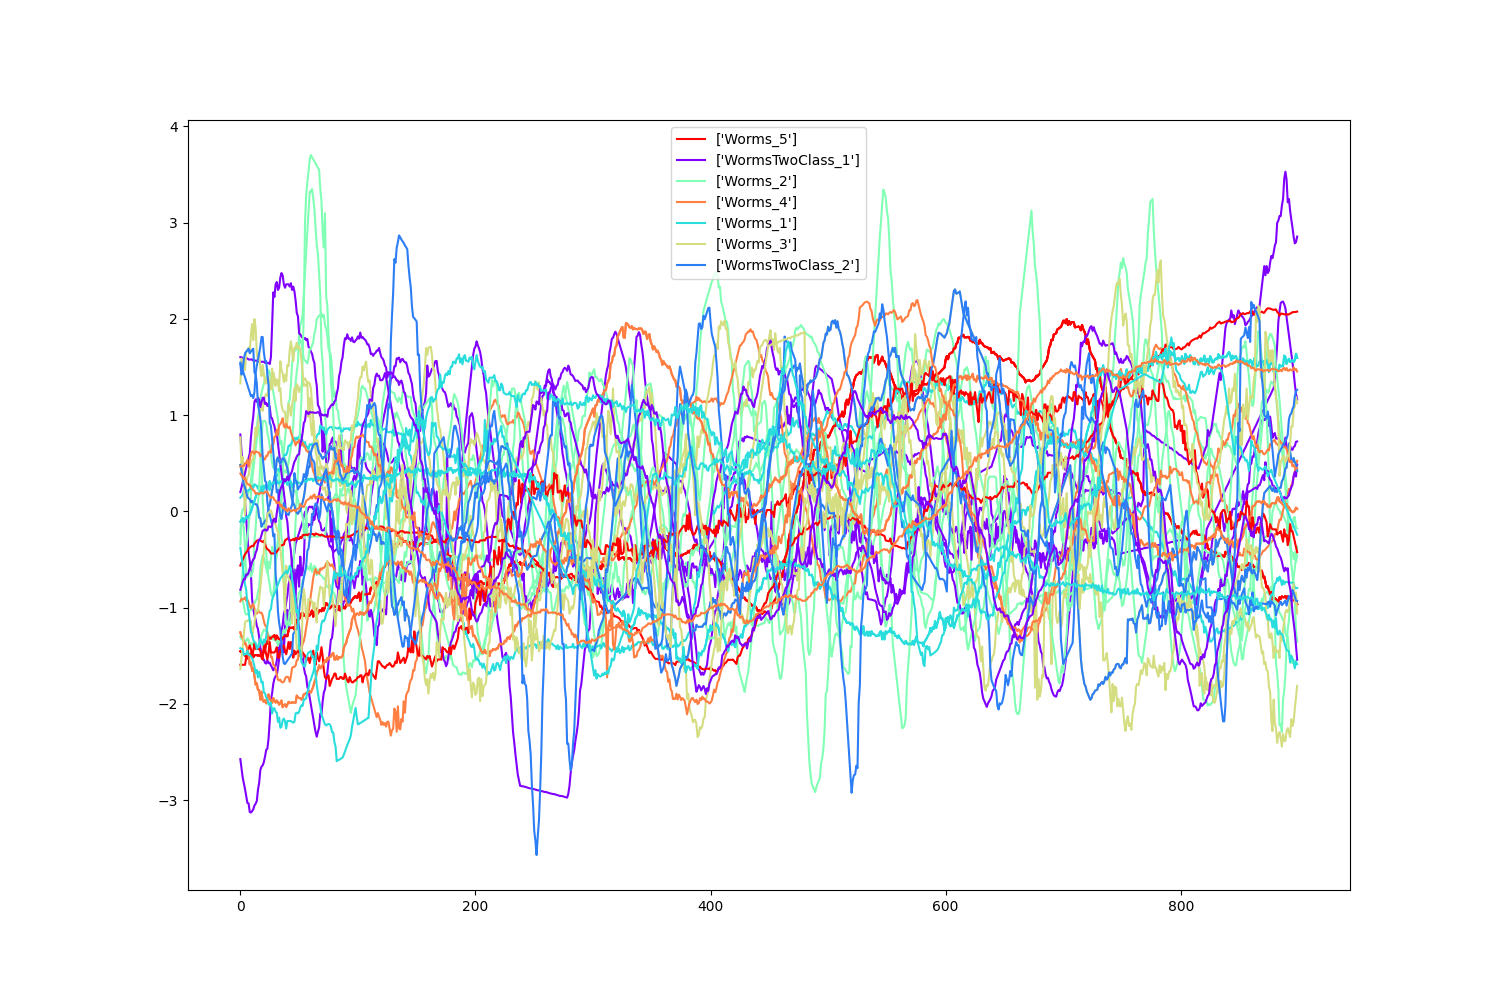 ['Worms_5']
['WormsTwoClass_1']
['Worms_2']
['Worms_4']
['Worms_1']
['Worms_3']
['WormsTwoClass_2']
4
3
2
1
0
−1
−2
−3
0 200 400 600 800